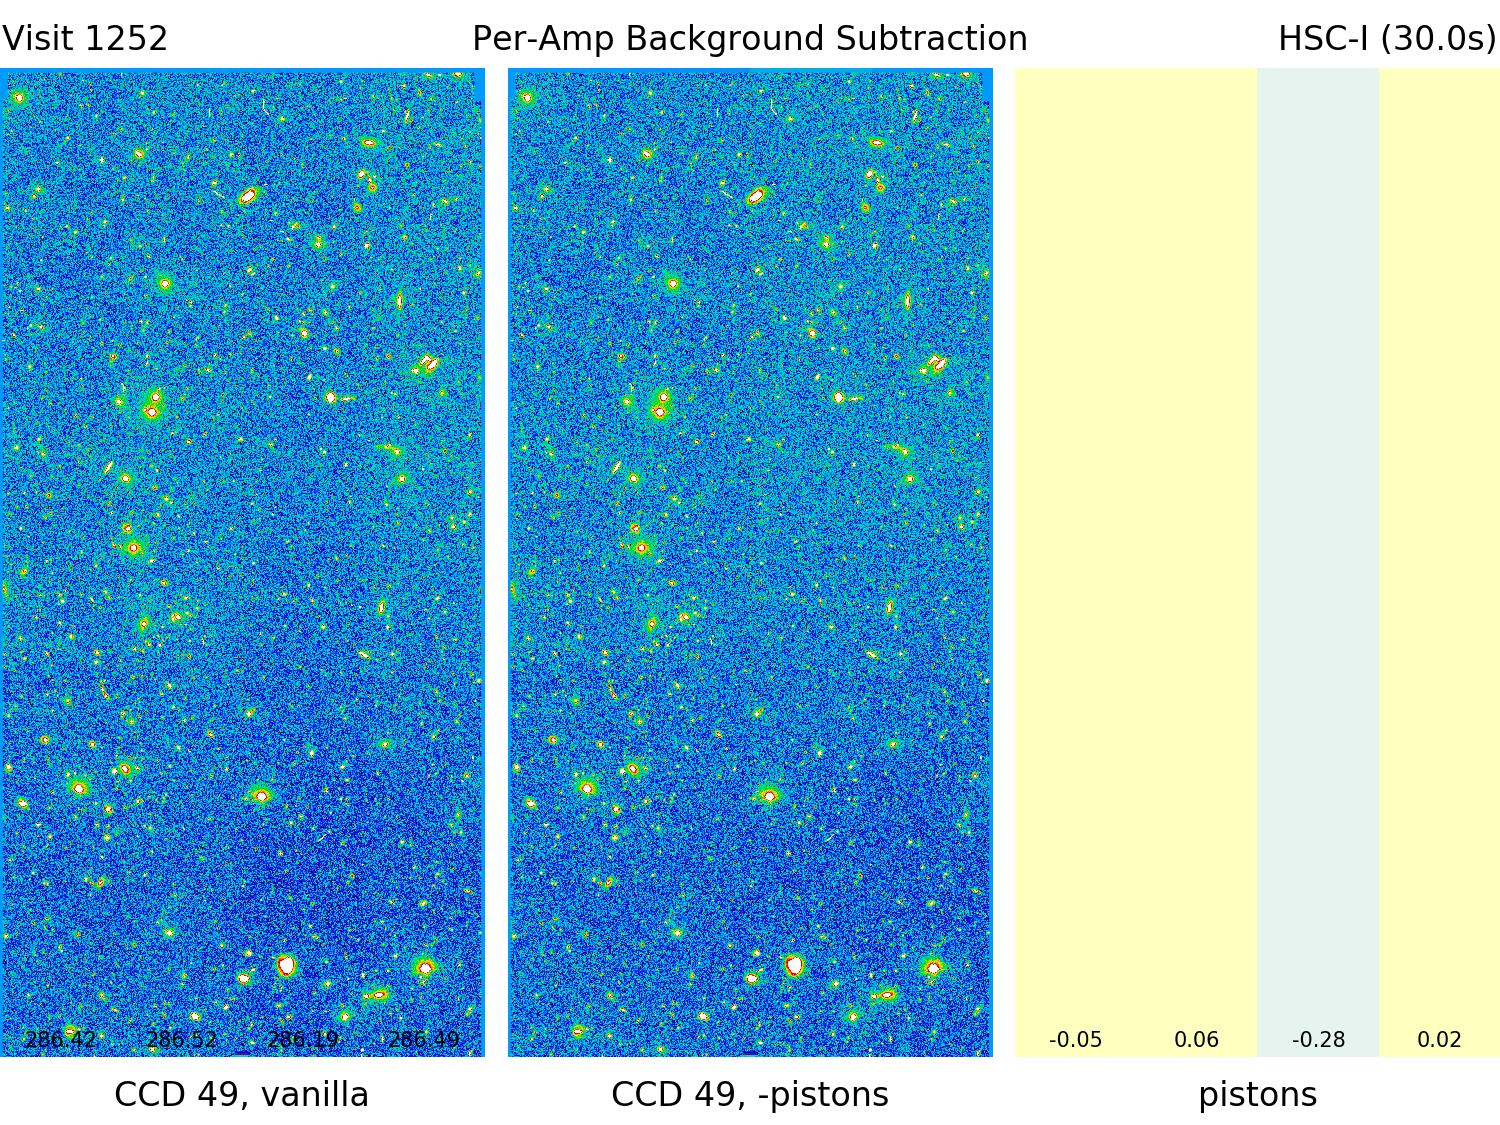 Visit 1252 Per-Amp Background Subtraction HSC-I (30.0s)
286.42 286.52 286.19 286.49 -0.05 0.06 -0.28 0.02
CCD 49, vanilla CCD 49, -pistons pistons